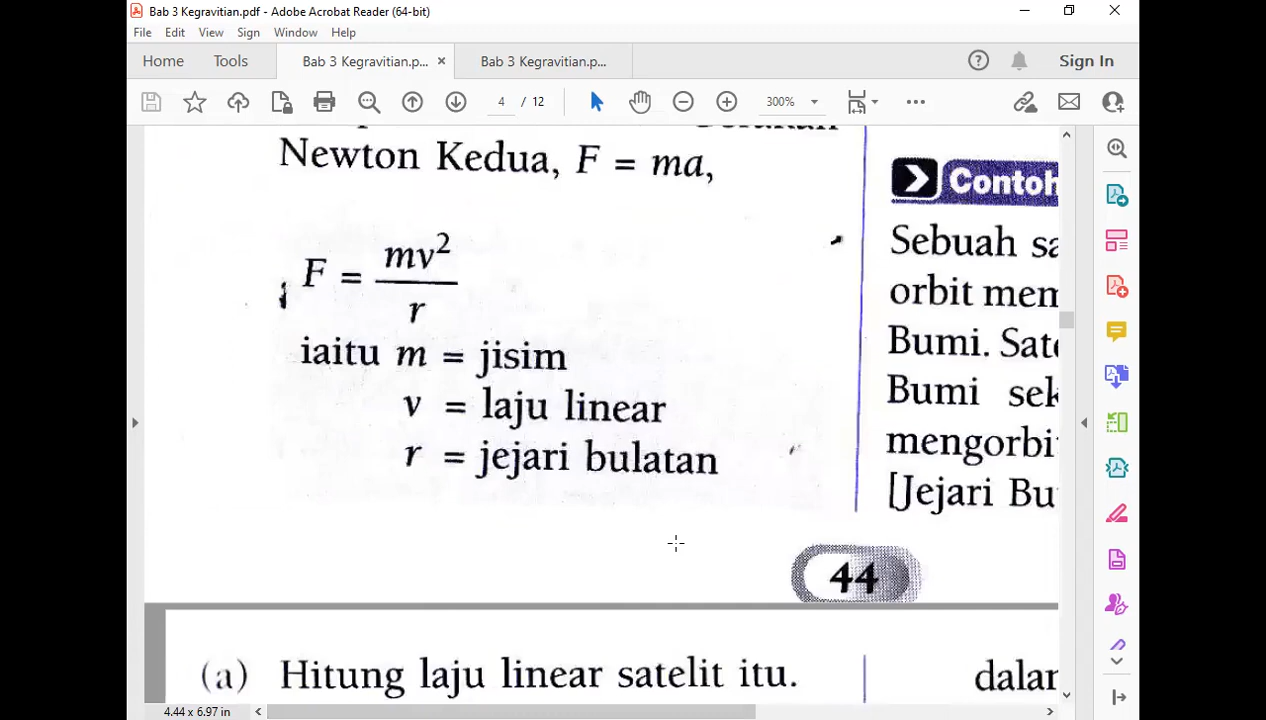 Bab 3 Kegravitian.pdf - Adobe Acrobat Reader (64-bit)
File Edit View Sign Window Help
Home Tools Bab 3 Kegravitian.p... × Bab 3 Kegravitian.p... Sign In
4 / 12 300%
Newton Kedua, F = ma,
F = mv²
r
iaitu m = jisim
v = laju linear
r = jejari bulatan
Contoh
Sebuah sa
orbit mem
Bumi. Sate
Bumi sek
mengorbi
[Jejari Bu
44
(a) Hitung laju linear satelit itu.
dalan
4.44 x 6.97 in